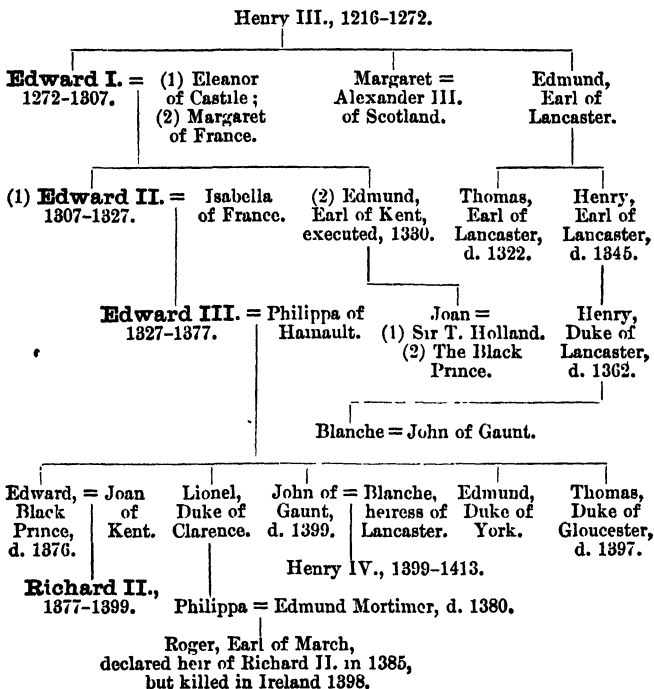 Henry III., 1216–1272.
Edward I. =
1272–1307.
(1) Eleanor
of Castile;
(2) Margaret
of France.
Margaret =
Alexander III.
of Scotland.
Edmund,
Earl of
Lancaster.
(1) Edward II. =
1307–1327.
Isabella
of France.
(2) Edmund,
Earl of Kent,
executed, 1330.
Thomas,
Earl of
Lancaster,
d. 1322.
Henry,
Earl of
Lancaster,
d. 1345.
Edward III. =
1327–1377.
Philippa of
Hainault.
Joan =
(1) Sir T. Holland.
(2) The Black
Prince.
Henry,
Duke of
Lancaster,
d. 1362.
Blanche = John of Gaunt.
Edward, =
Black
Prince,
d. 1376.
Joan
of
Kent.
Lionel,
Duke of
Clarence.
John of =
Gaunt,
d. 1399.
Blanche,
heiress of
Lancaster.
Edmund,
Duke of
York.
Thomas,
Duke of
Gloucester,
d. 1397.
Henry IV., 1399–1413.
Richard II.,
1377–1399.
Philippa = Edmund Mortimer, d. 1380.
Roger, Earl of March,
declared heir of Richard II. in 1385,
but killed in Ireland 1398.